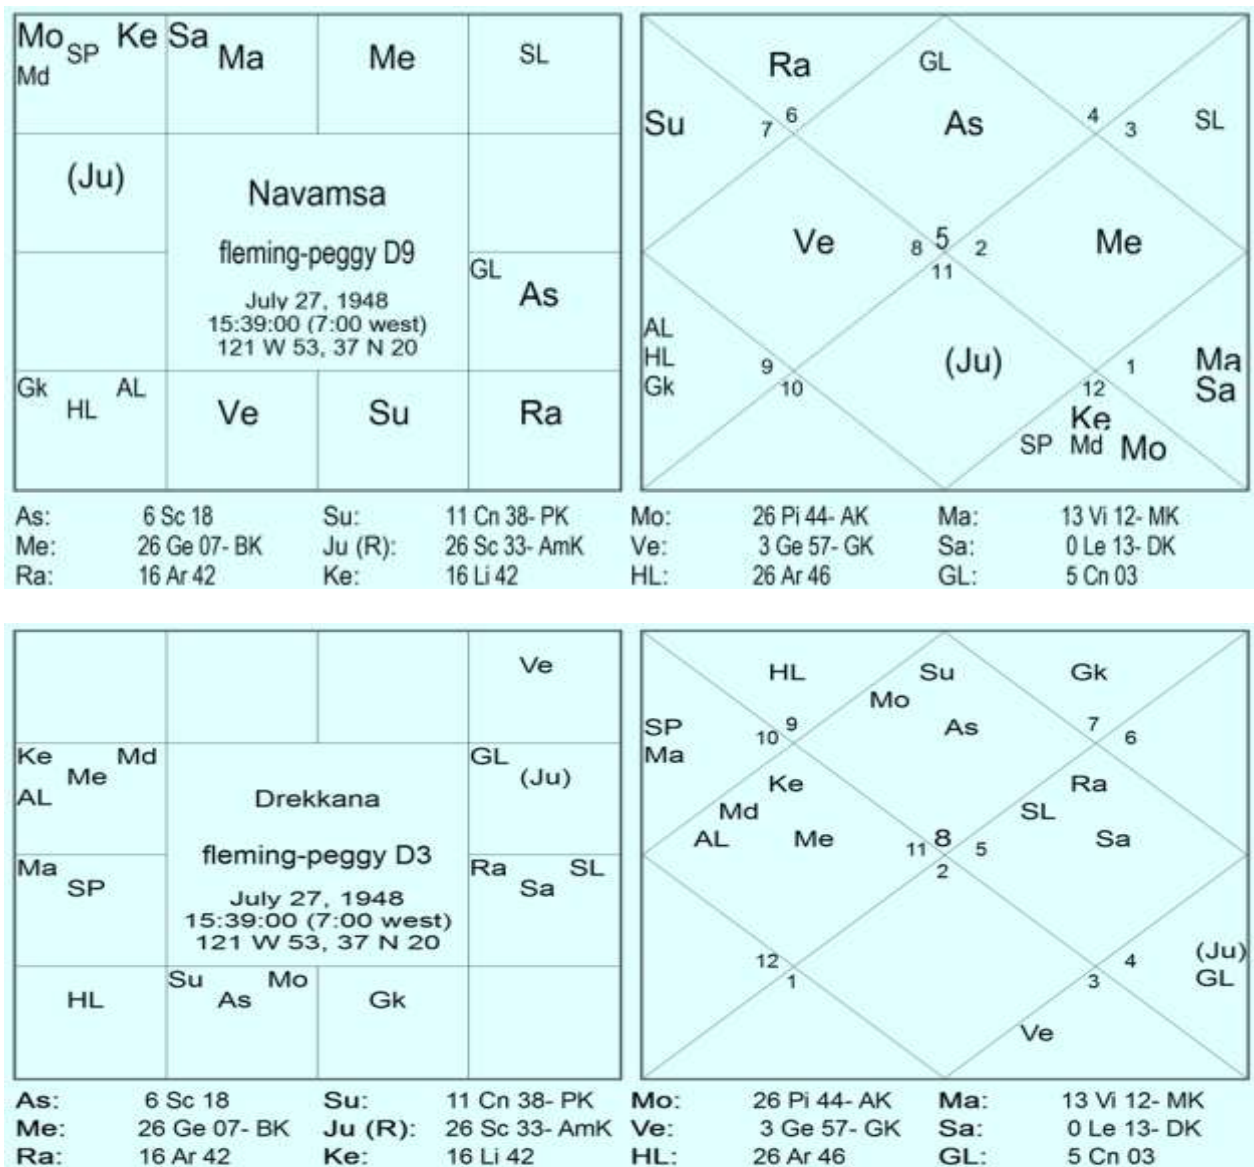 Mo SP Ke
Md
Sa Ma
Me
SL
(Ju)
Navamsa
fleming-peggy D9
July 27, 1948
15:39:00 (7:00 west)
121 W 53, 37 N 20
GL
As
Gk HL AL
Ve
Su
Ra
Ra
GL
Su
7 6
As
4 3
SL
Ve
8 5 2
11
Me
AL
HL
Gk
9
10
(Ju)
1
12
Ma
Sa
Ke
SP Md Mo
As: 6 Sc 18 Su: 11 Cn 38- PK Mo: 26 Pi 44- AK Ma: 13 Vi 12- MK
Me: 26 Ge 07- BK Ju (R): 26 Sc 33- AmK Ve: 3 Ge 57- GK Sa: 0 Le 13- DK
Ra: 16 Ar 42 Ke: 16 Li 42 HL: 26 Ar 46 GL: 5 Cn 03
Ve
Ke Md
Me
AL
Drekkana
fleming-peggy D3
July 27, 1948
15:39:00 (7:00 west)
121 W 53, 37 N 20
GL
(Ju)
Ma
SP
Ra SL
Sa
HL
Su Mo
As
Gk
HL
Su
Mo
As
Gk
SP
Ma
10 9
7 6
Ke
Md
AL Me
11 8 5
2
Ra
SL
Sa
12
1
4
3
(Ju)
GL
Ve
As: 6 Sc 18 Su: 11 Cn 38- PK Mo: 26 Pi 44- AK Ma: 13 Vi 12- MK
Me: 26 Ge 07- BK Ju (R): 26 Sc 33- AmK Ve: 3 Ge 57- GK Sa: 0 Le 13- DK
Ra: 16 Ar 42 Ke: 16 Li 42 HL: 26 Ar 46 GL: 5 Cn 03